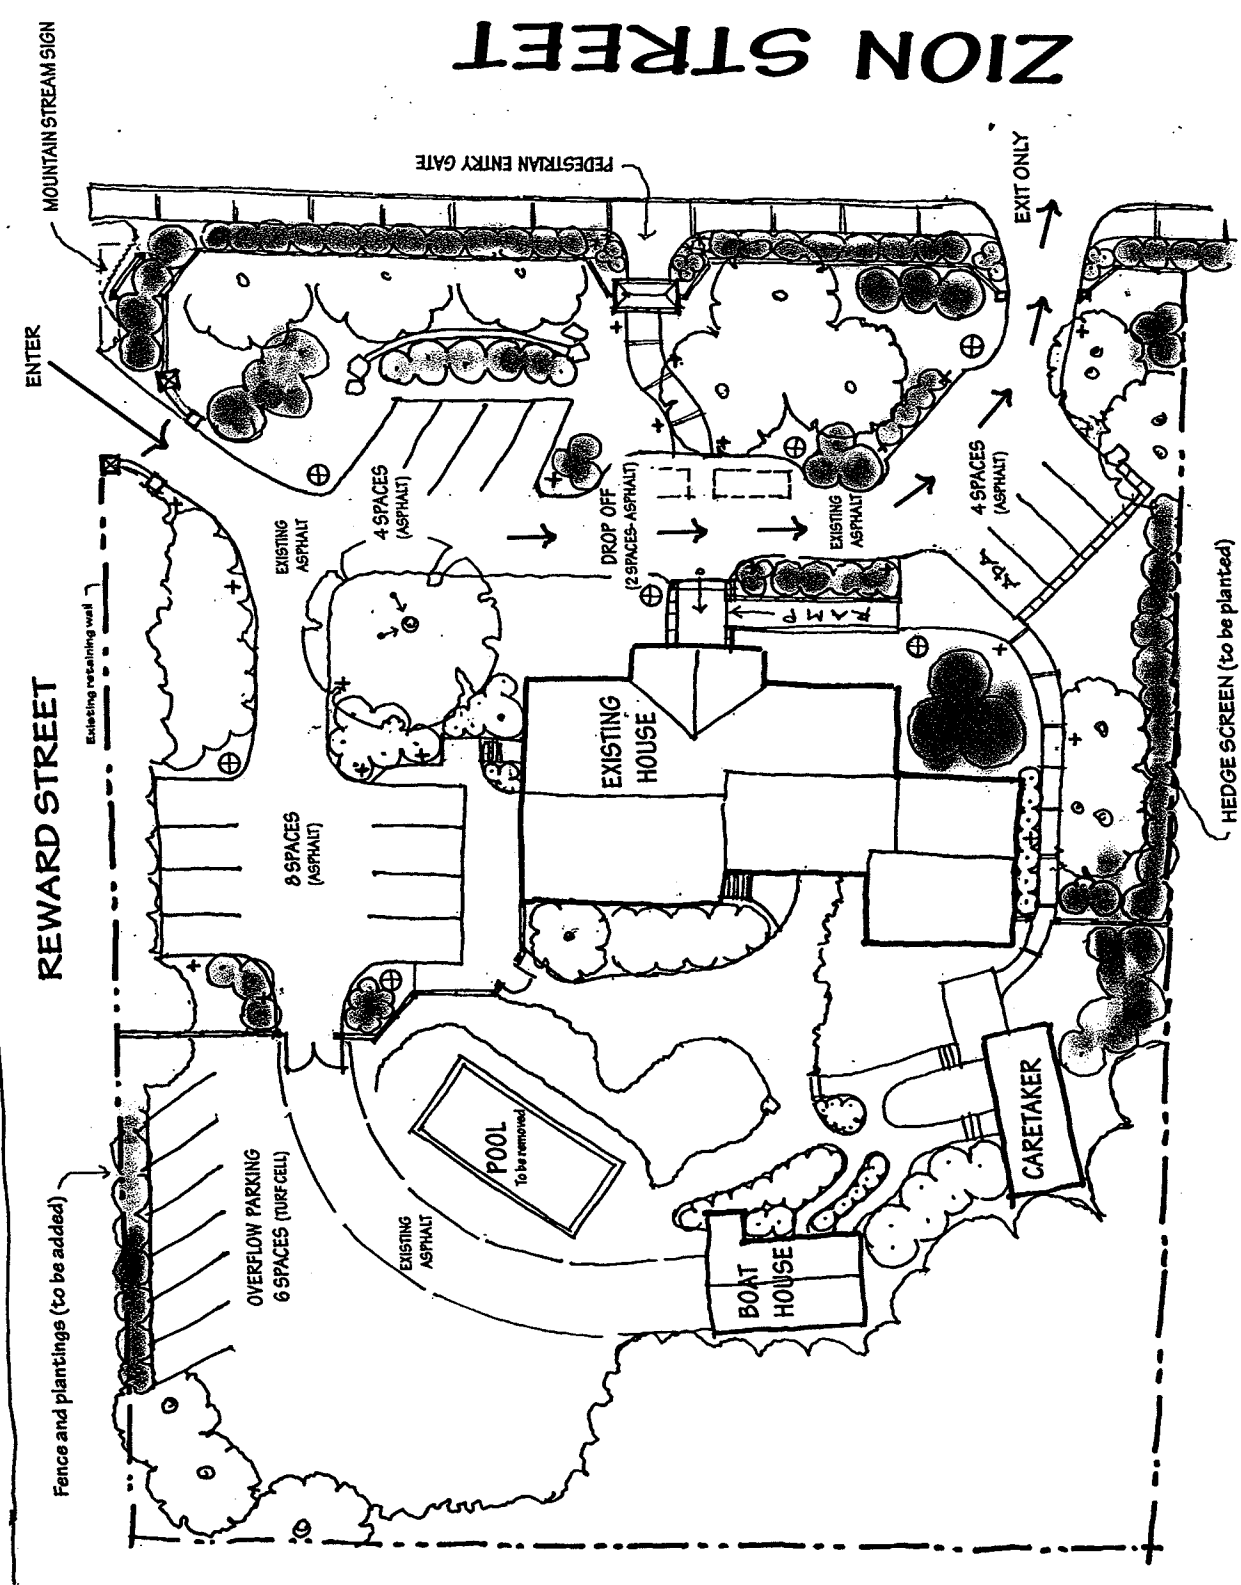 ZION STREET
MOUNTAIN STREAM SIGN
PEDESTRIAN ENTRY GATE
EXIT ONLY
ENTER
4 SPACES
(ASPHALT)
EXISTING
ASPHALT
DROP OFF
(2 SPACES-ASPHALT)
EXISTING
ASPHALT
4 SPACES
(ASPHALT)
RAMP
Existing retaining wall
REWARD STREET
EXISTING
HOUSE
8 SPACES
(ASPHALT)
HEDGE SCREEN (to be planted)
Fence and plantings (to be added)
OVERFLOW PARKING
6 SPACES (TURF CELL)
EXISTING
ASPHALT
POOL
To be removed
BOAT
HOUSE
CARETAKER